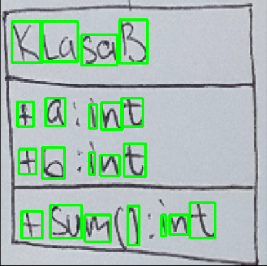 KlasaB
+ a : int
+ b : int
+ sum() : int